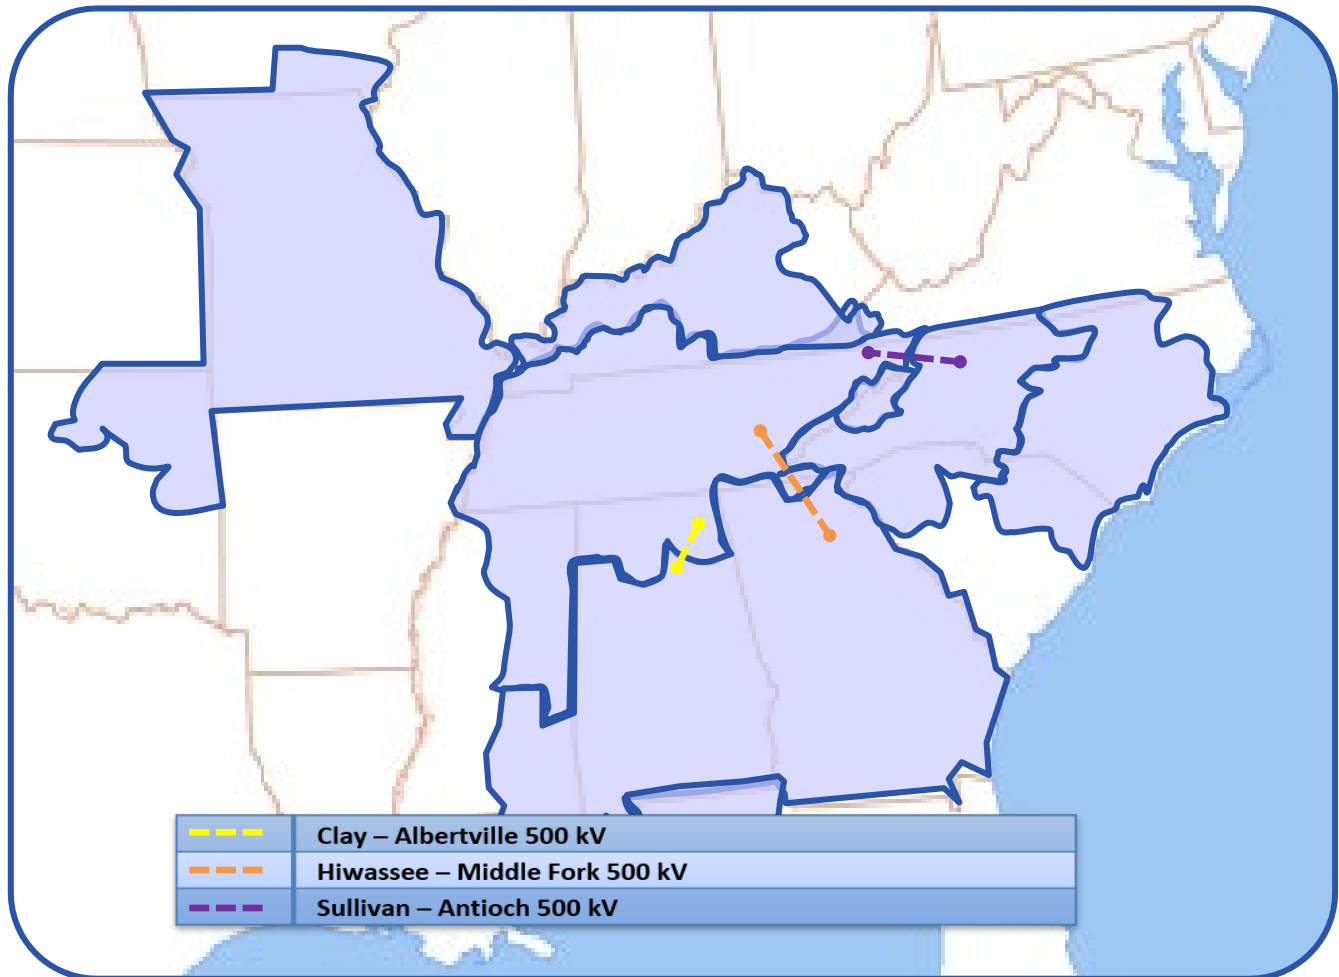 Clay – Albertville 500 kV
Hiwassee – Middle Fork 500 kV
Sullivan – Antioch 500 kV